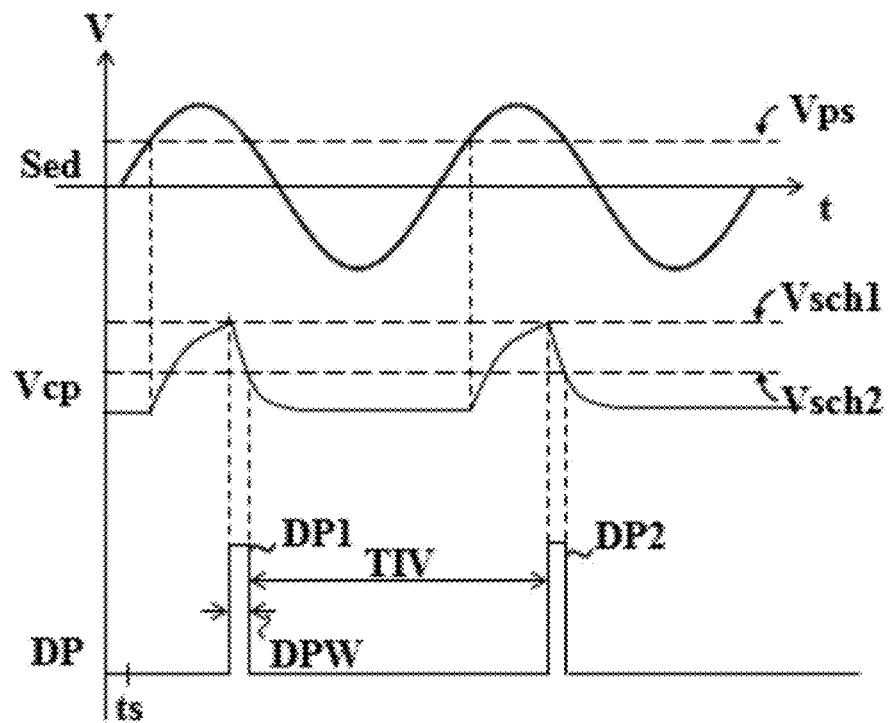 V
Vps
Sed
t
Vsch1
Vcp
Vsch2
DP1
DP2
TIV
DP
DPW
ts